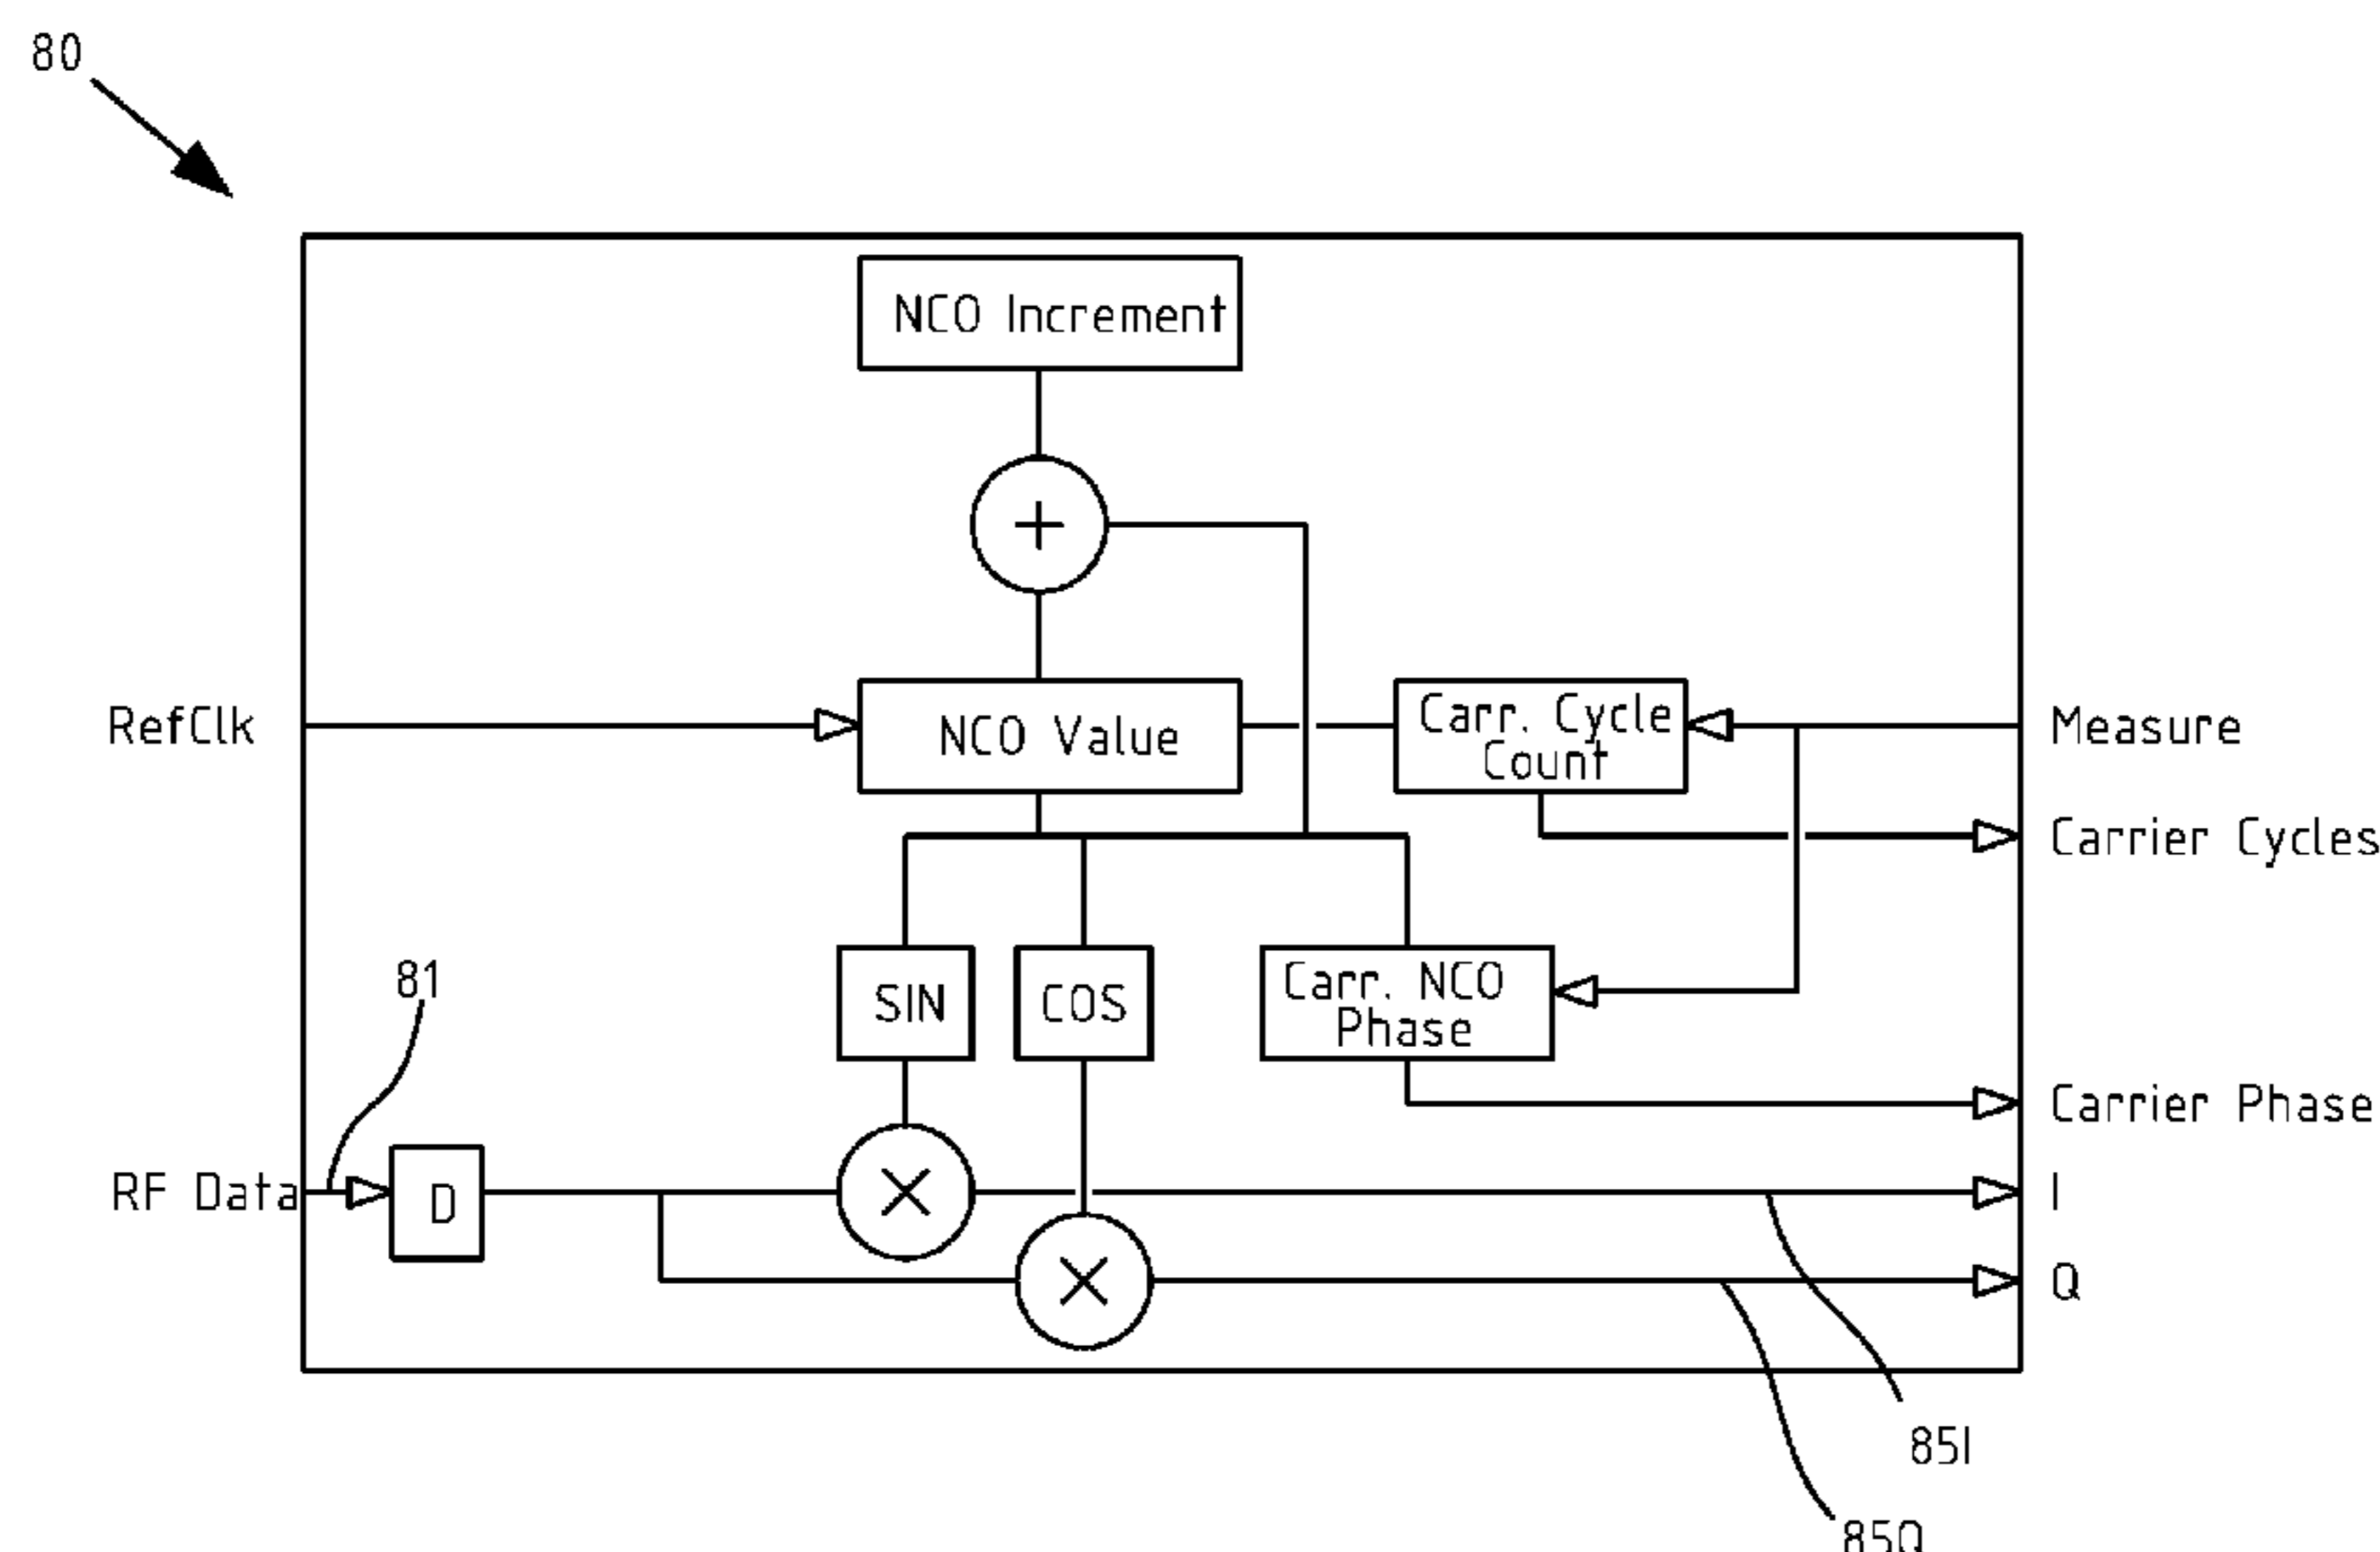 80
NCO Increment
+
RefClk
NCO Value
Carr. Cycle
Count
Measure
Carrier Cycles
81
SIN
COS
Carr. NCO
Phase
Carrier Phase
RF Data
D
×
I
×
Q
85I
85Q